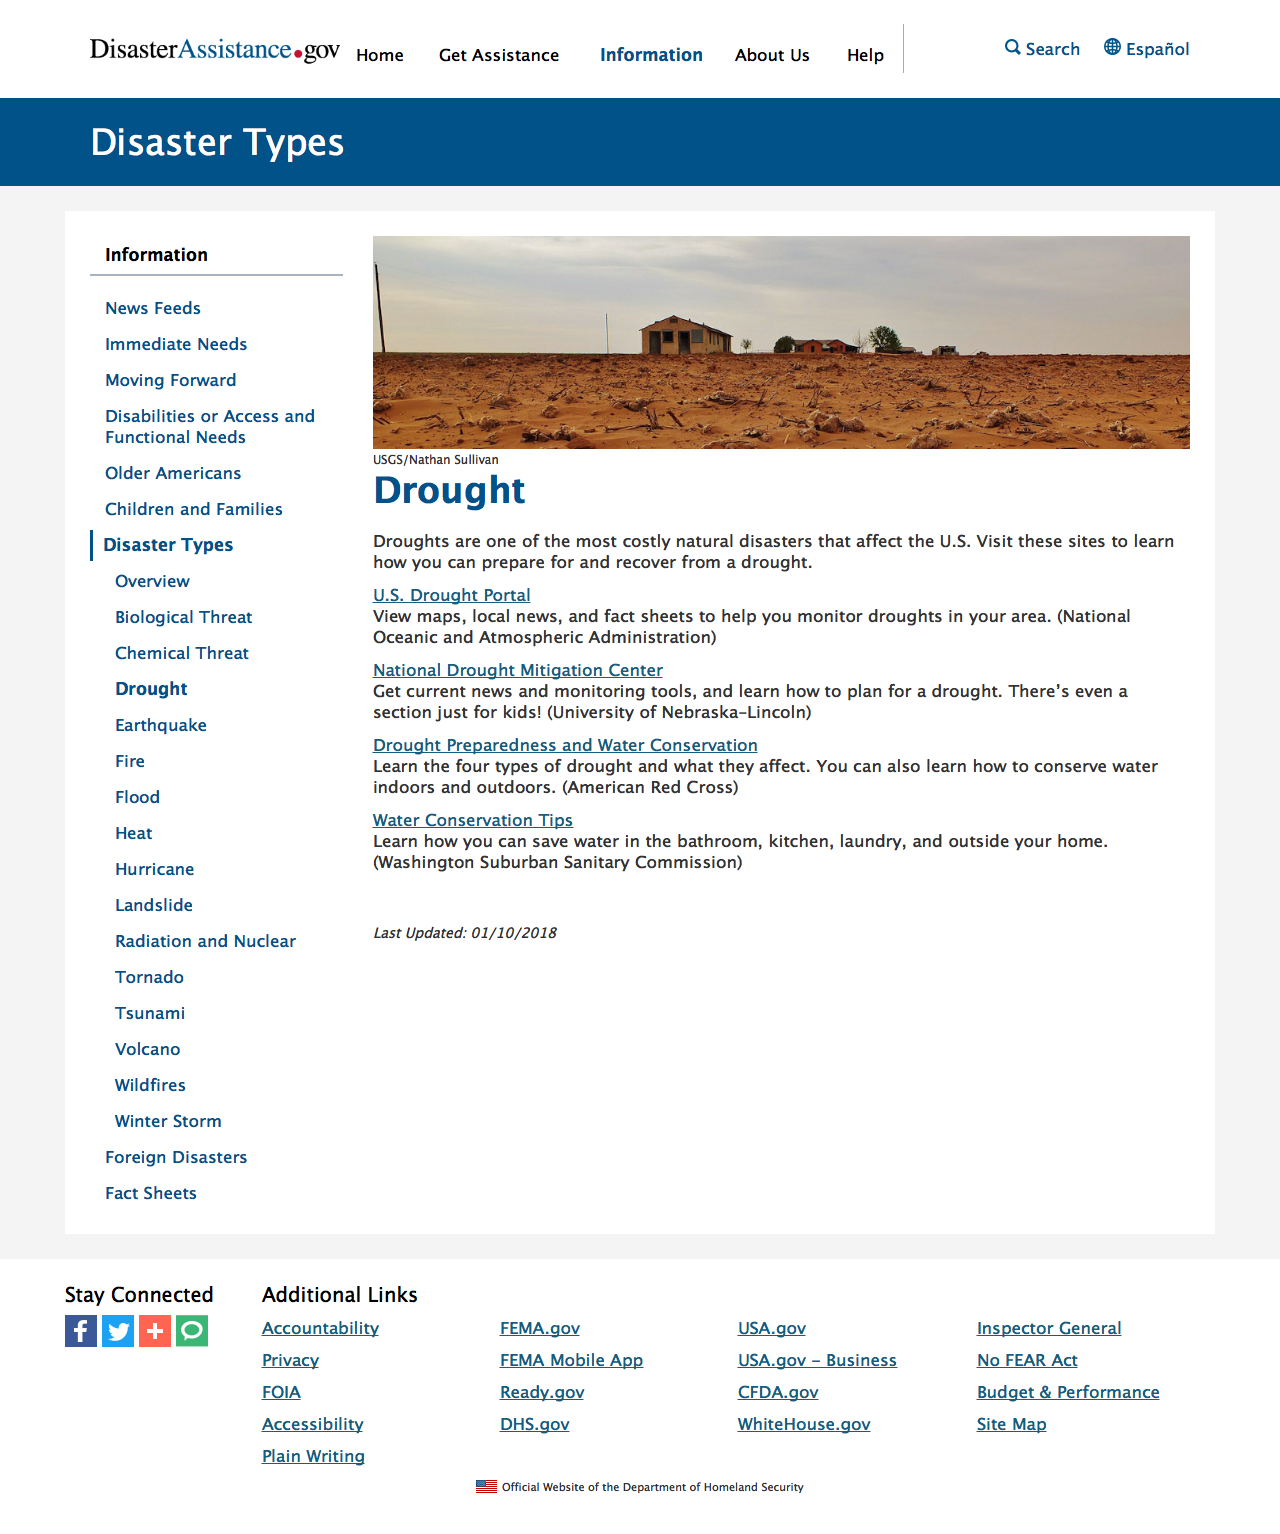 DisasterAssistance.gov
Home
Get Assistance
Information
About Us
Help
Search
Español
Disaster Types
Information
News Feeds
Immediate Needs
Moving Forward
Disabilities or Access and
Functional Needs
Older Americans
Children and Families
Disaster Types
Overview
Biological Threat
Chemical Threat
Drought
Earthquake
Fire
Flood
Heat
Hurricane
Landslide
Radiation and Nuclear
Tornado
Tsunami
Volcano
Wildfires
Winter Storm
Foreign Disasters
Fact Sheets
USGS/Nathan Sullivan
Drought
Droughts are one of the most costly natural disasters that affect the U.S. Visit these sites to learn
how you can prepare for and recover from a drought.
U.S. Drought Portal
View maps, local news, and fact sheets to help you monitor droughts in your area. (National
Oceanic and Atmospheric Administration)
National Drought Mitigation Center
Get current news and monitoring tools, and learn how to plan for a drought. There’s even a
section just for kids! (University of Nebraska–Lincoln)
Drought Preparedness and Water Conservation
Learn the four types of drought and what they affect. You can also learn how to conserve water
indoors and outdoors. (American Red Cross)
Water Conservation Tips
Learn how you can save water in the bathroom, kitchen, laundry, and outside your home.
(Washington Suburban Sanitary Commission)
Last Updated: 01/10/2018
Stay Connected
Additional Links
Accountability
Privacy
FOIA
Accessibility
Plain Writing
FEMA.gov
FEMA Mobile App
Ready.gov
DHS.gov
USA.gov
USA.gov – Business
CFDA.gov
WhiteHouse.gov
Inspector General
No FEAR Act
Budget & Performance
Site Map
Official Website of the Department of Homeland Security